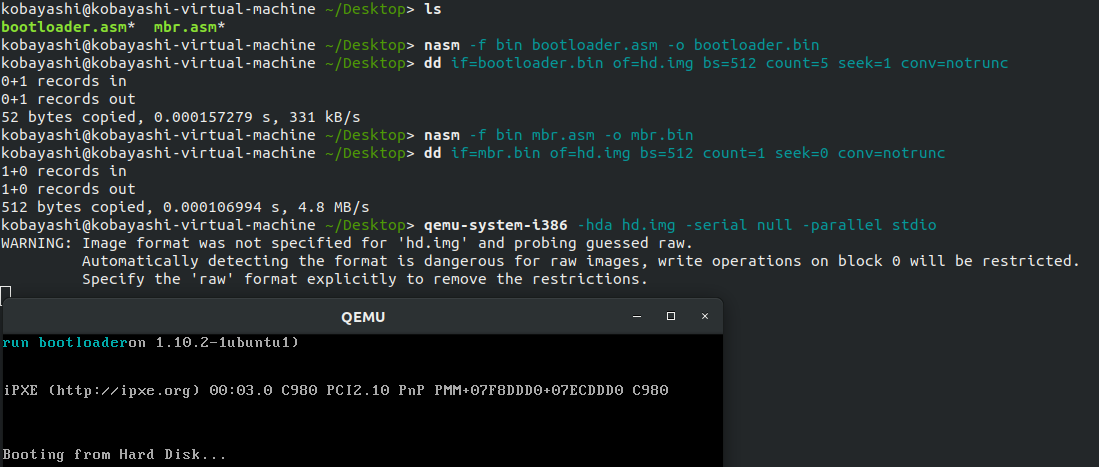 kobayashi@kobayashi-virtual-machine ~/Desktop> ls
bootloader.asm*  mbr.asm*
kobayashi@kobayashi-virtual-machine ~/Desktop> nasm -f bin bootloader.asm -o bootloader.bin
kobayashi@kobayashi-virtual-machine ~/Desktop> dd if=bootloader.bin of=hd.img bs=512 count=5 seek=1 conv=notrunc
0+1 records in
0+1 records out
52 bytes copied, 0.000157279 s, 331 kB/s
kobayashi@kobayashi-virtual-machine ~/Desktop> nasm -f bin mbr.asm -o mbr.bin
kobayashi@kobayashi-virtual-machine ~/Desktop> dd if=mbr.bin of=hd.img bs=512 count=1 seek=0 conv=notrunc
1+0 records in
1+0 records out
512 bytes copied, 0.000106994 s, 4.8 MB/s
kobayashi@kobayashi-virtual-machine ~/Desktop> qemu-system-i386 -hda hd.img -serial null -parallel stdio
WARNING: Image format was not specified for 'hd.img' and probing guessed raw.
         Automatically detecting the format is dangerous for raw images, write operations on block 0 will be restricted.
         Specify the 'raw' format explicitly to remove the restrictions.
QEMU
run bootloaderon 1.10.2-1ubuntu1)
iPXE (http://ipxe.org) 00:03.0 C980 PCI2.10 PnP PMM+07F8DDD0+07ECDDD0 C980
Booting from Hard Disk...